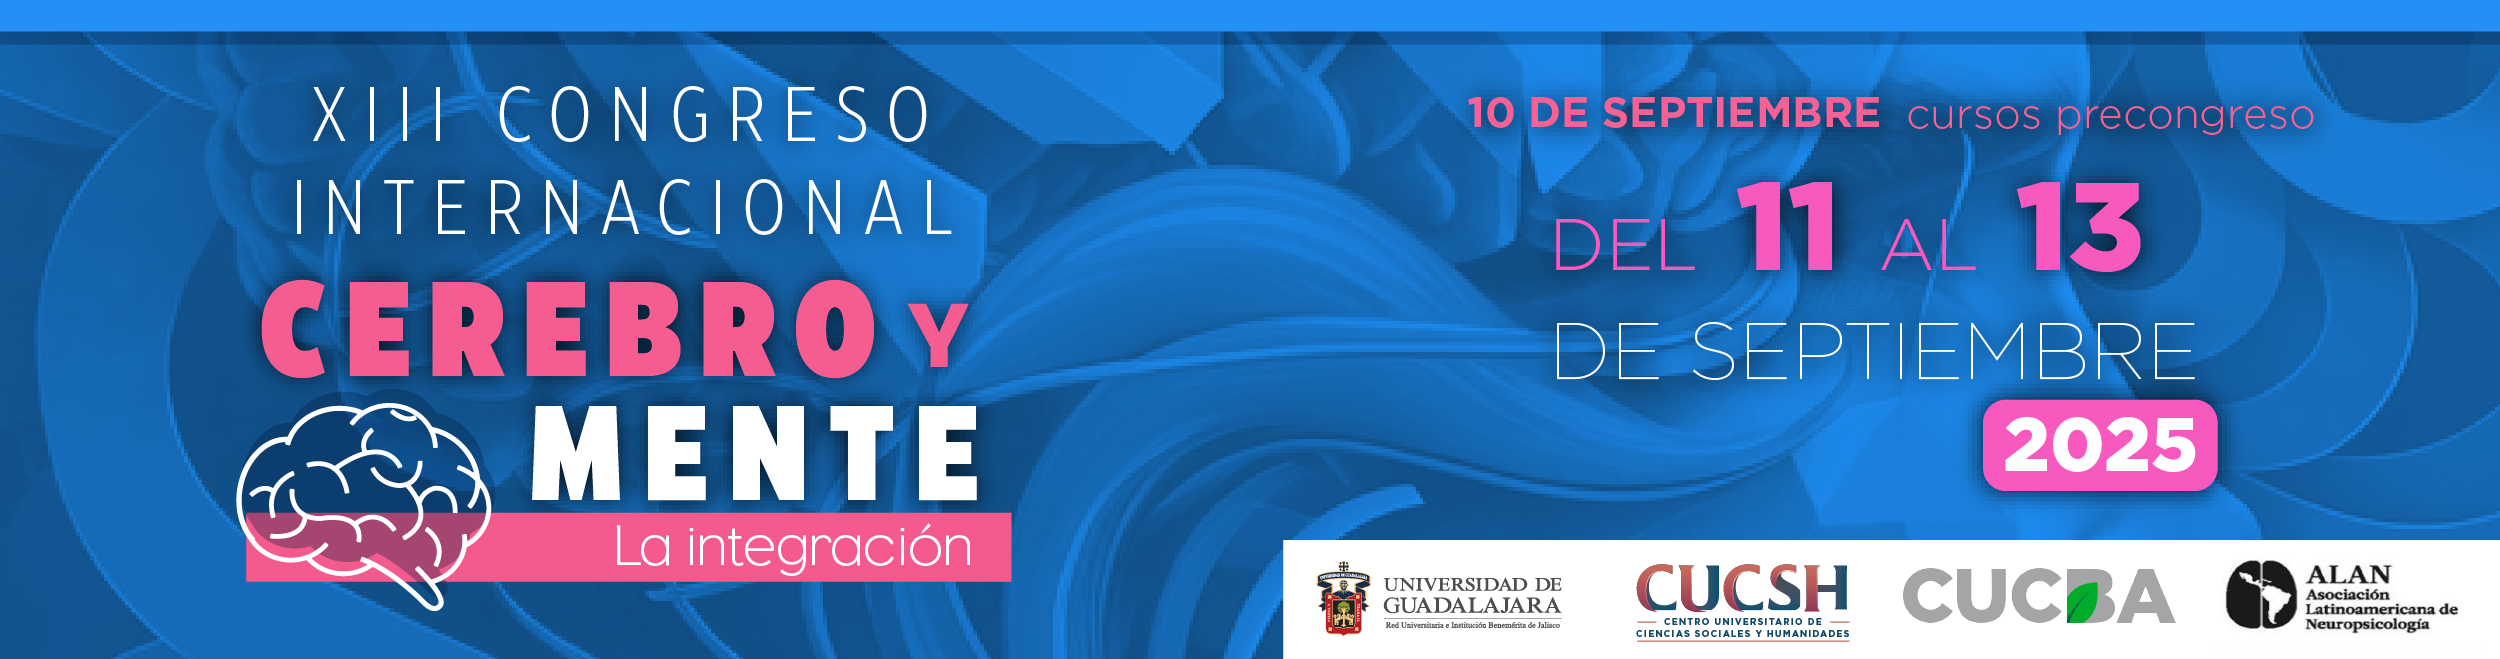 XIII CONGRESO
INTERNACIONAL
CEREBRO Y
MENTE
La integración
10 DE SEPTIEMBRE cursos precongreso
DEL 11 AL 13
DE SEPTIEMBRE
2025
UNIVERSIDAD DE
GUADALAJARA
Red Universitaria e Institución Benemérita de Jalisco
CUCSH
CENTRO UNIVERSITARIO DE
CIENCIAS SOCIALES Y HUMANIDADES
CUCBA
ALAN
Asociación
Latinoamericana de
Neuropsicología